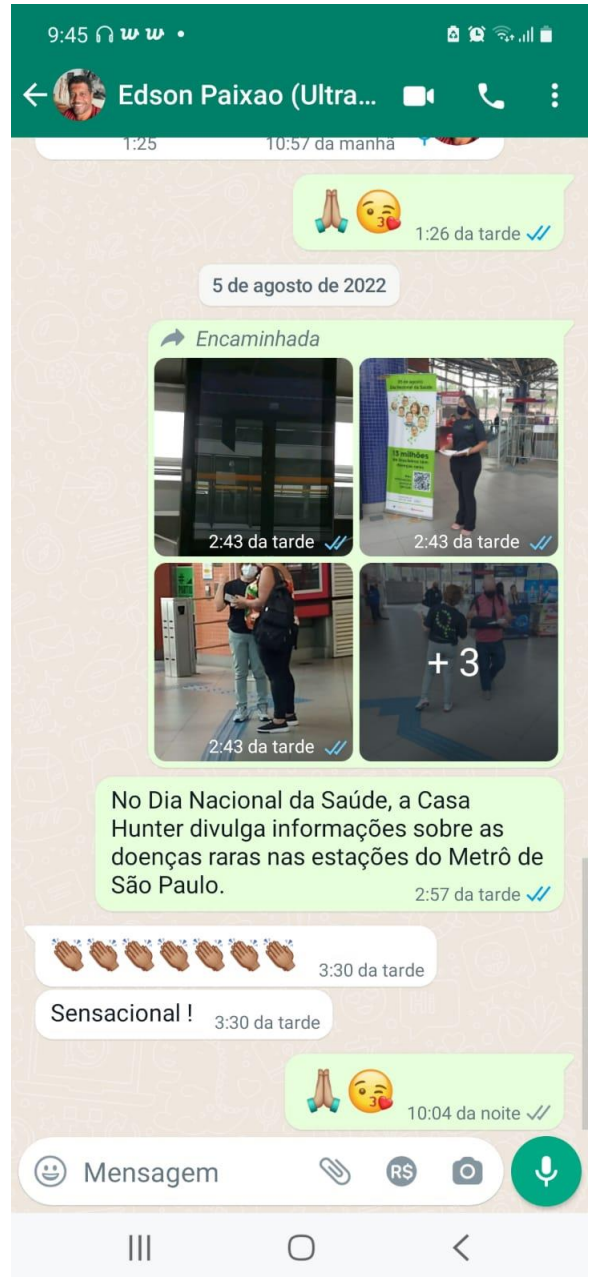 9:45
Edson Paixao (Ultra...
1:25 10:57 da manhã
🙏🏽😘 1:26 da tarde
5 de agosto de 2022
Encaminhada
2:43 da tarde
15 milhões
2:43 da tarde
2:43 da tarde
+ 3
No Dia Nacional da Saúde, a Casa
Hunter divulga informações sobre as
doenças raras nas estações do Metrô de
São Paulo.
2:57 da tarde
👏🏽👏🏽👏🏽👏🏽👏🏽👏🏽👏🏽 3:30 da tarde
Sensacional ! 3:30 da tarde
🙏🏽😘 10:04 da noite
Mensagem R$